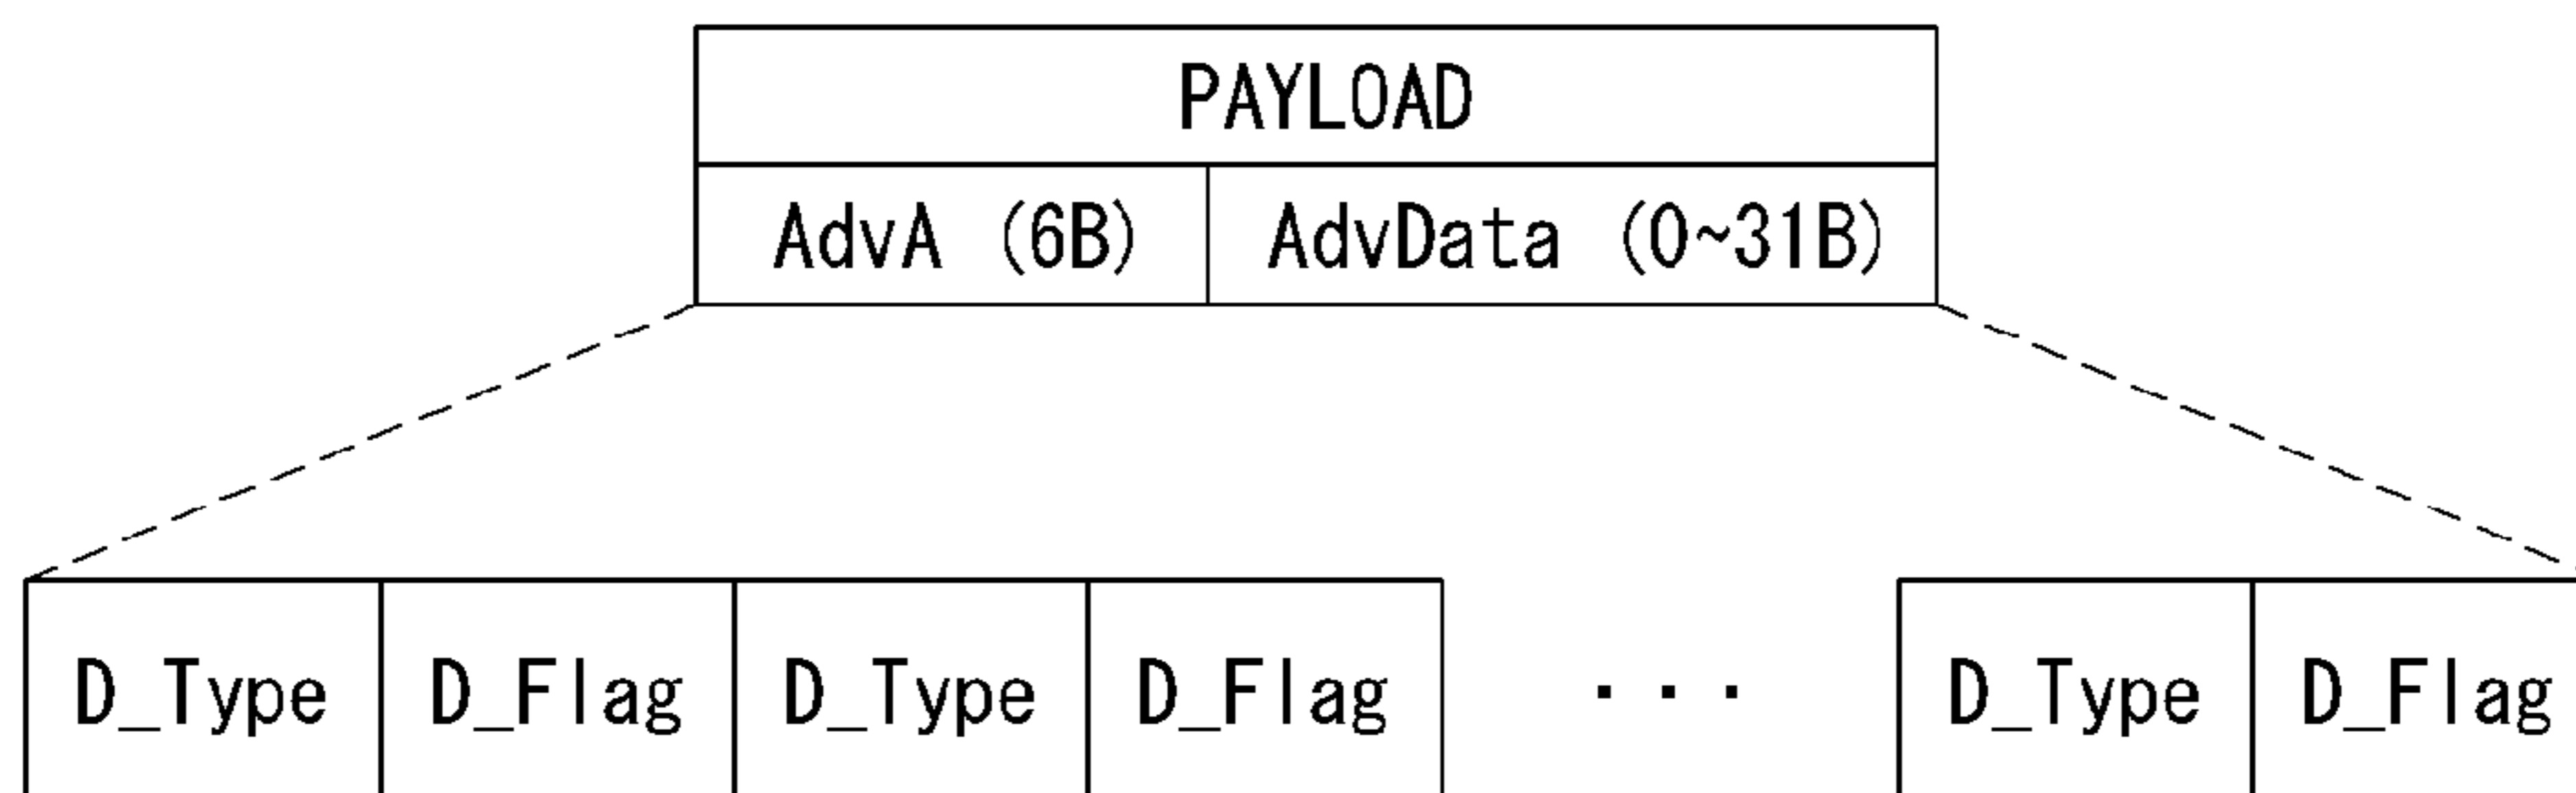 PAYLOAD
AdvA (6B) AdvData (0~31B)
D_Type D_Flag D_Type D_Flag ··· D_Type D_Flag